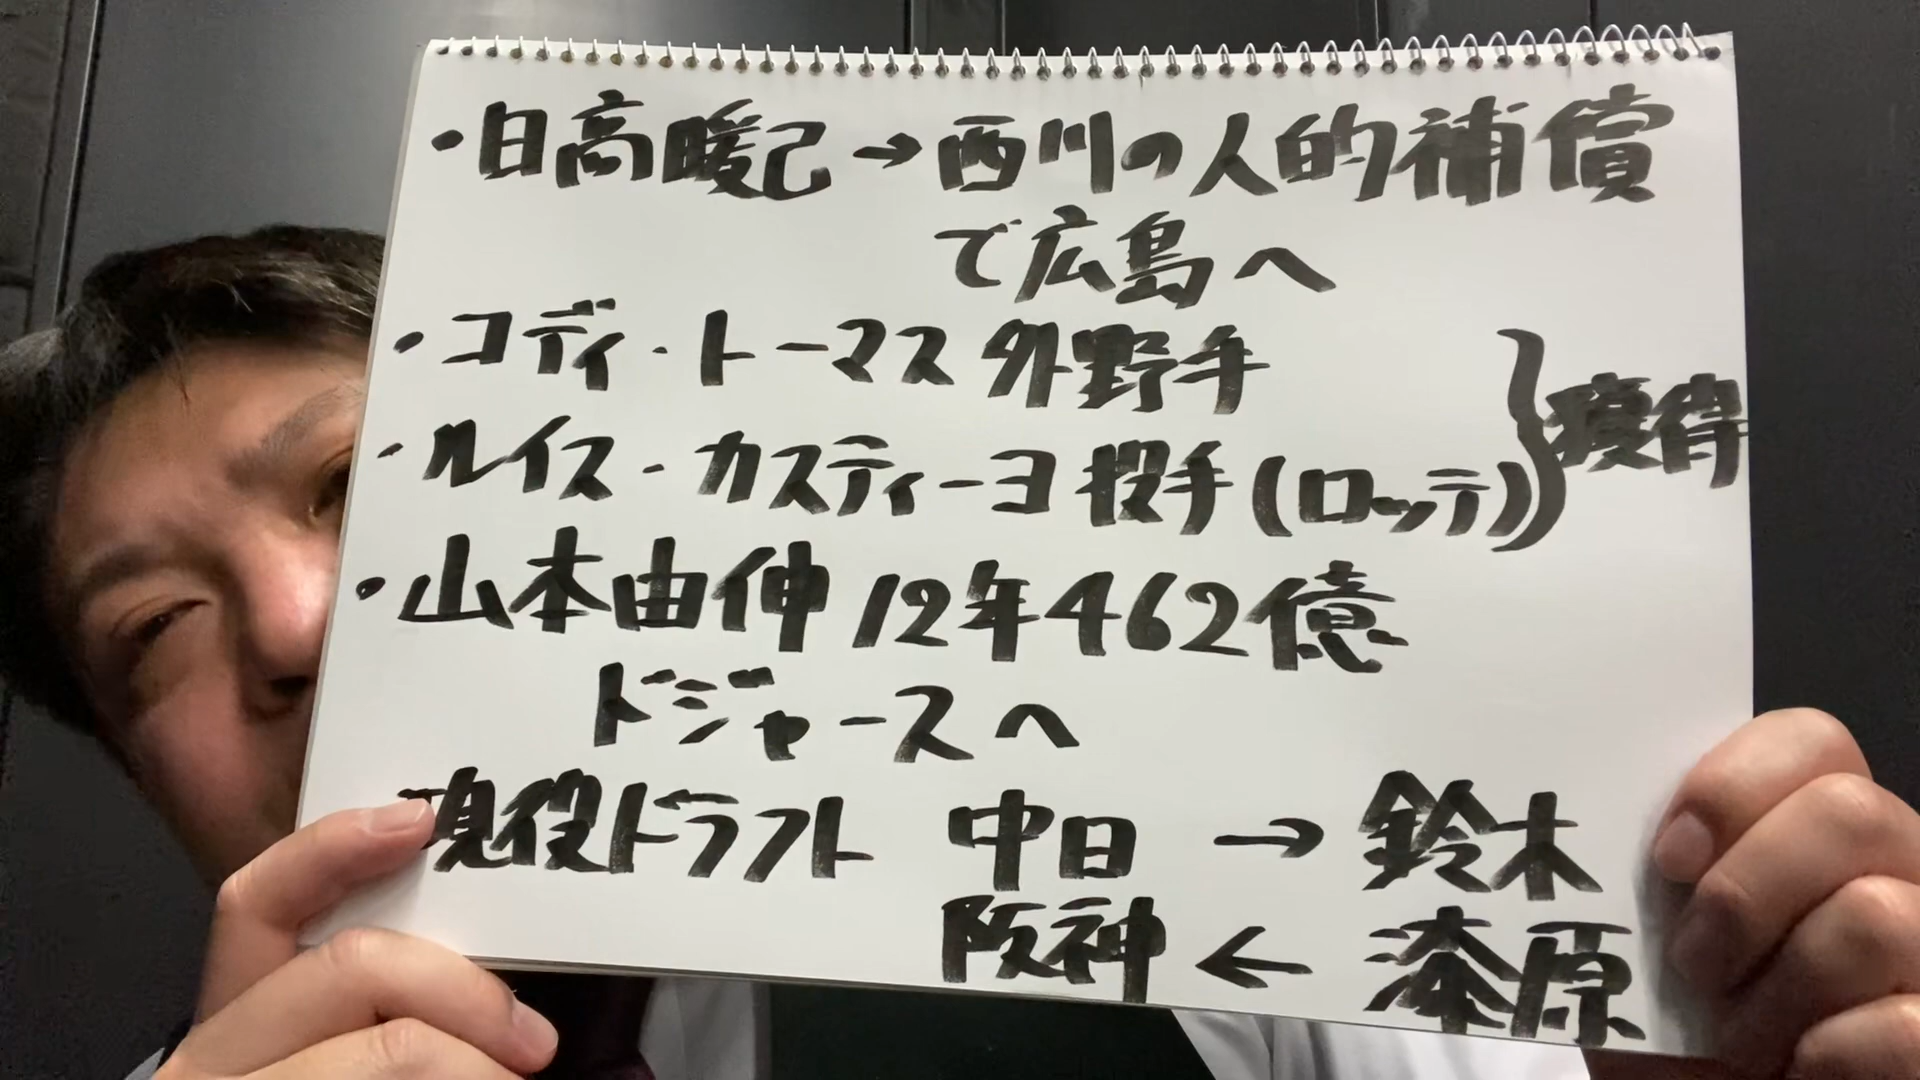 ・日高暖己→西川の人的補償
で広島へ
・コディ・トーマス 外野手
・ルイス・カスティーヨ 投手(ロッテ)} 獲得
・山本由伸 12年462億
ドジャースへ
現役ドラフト 中日 → 鈴木
阪神 ← 漆原